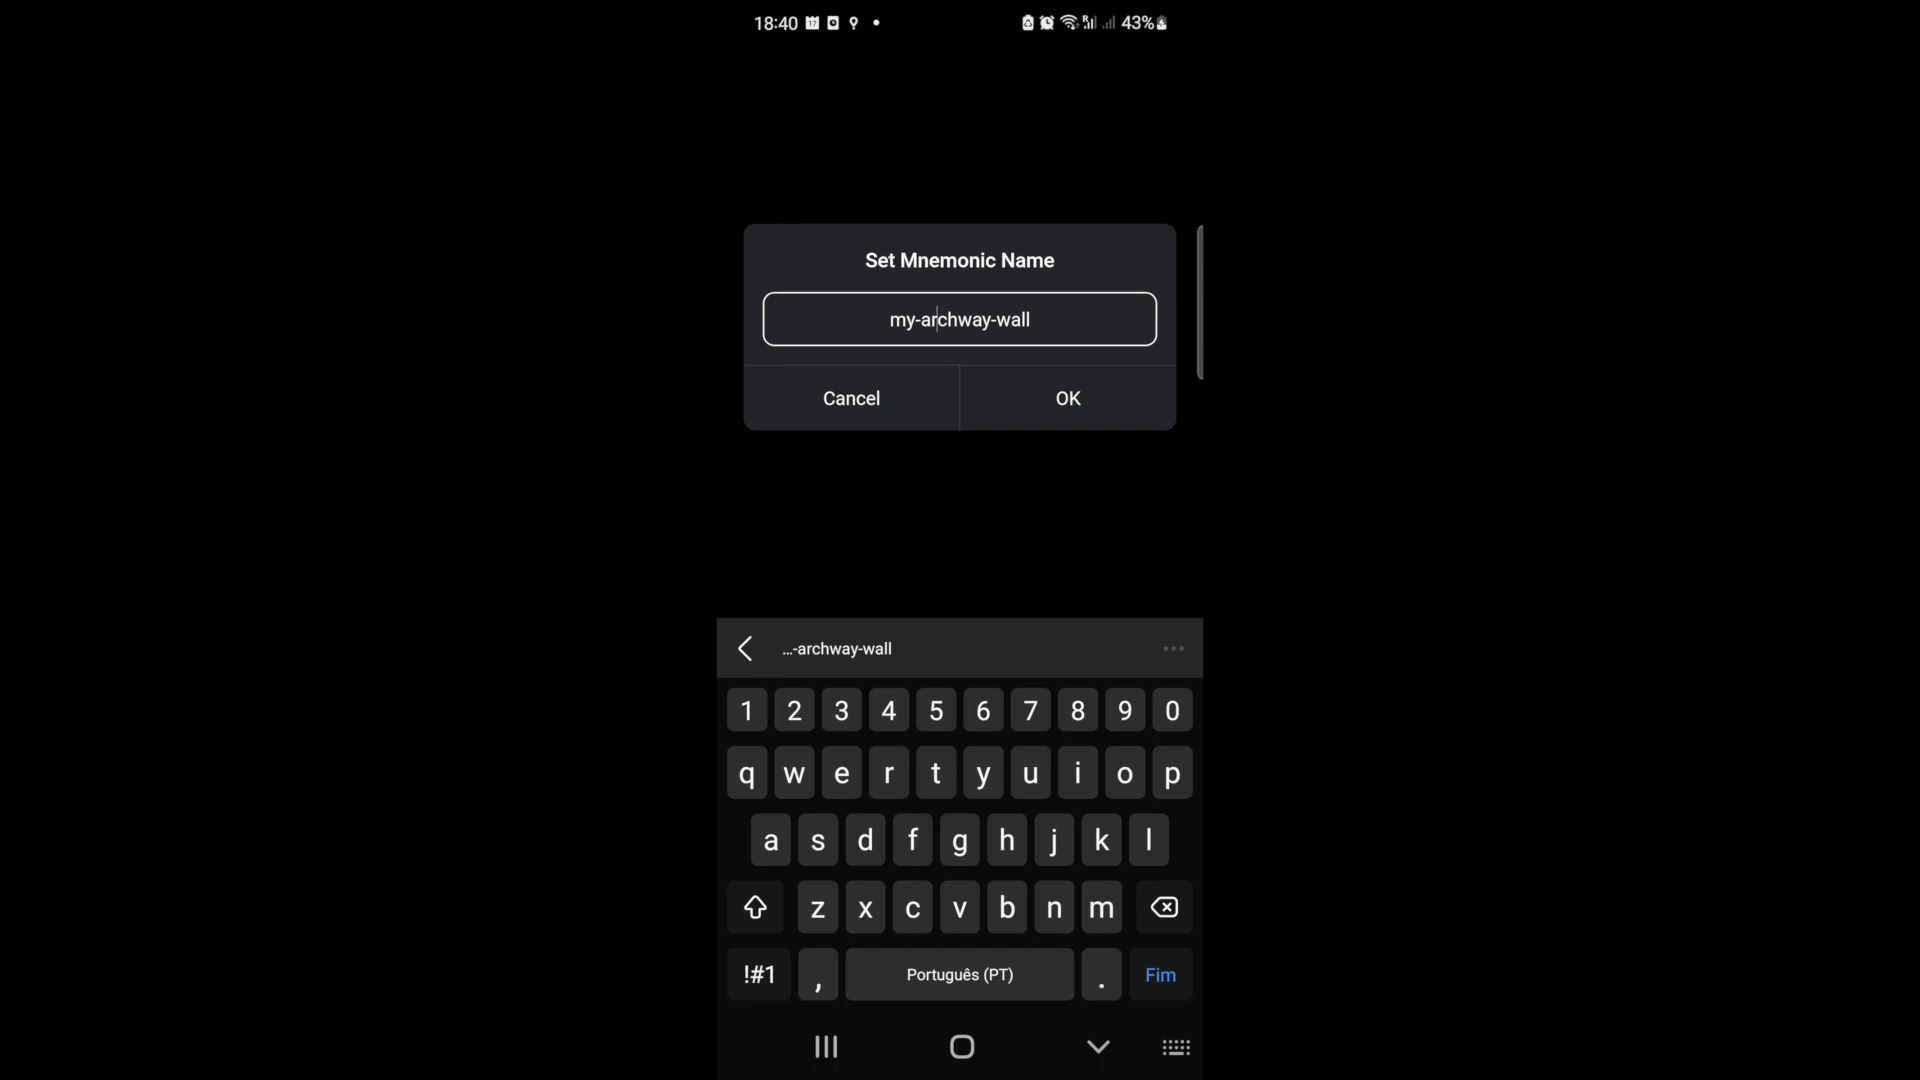 18:40 17 43%
Set Mnemonic Name
my-archway-wall
Cancel OK
...-archway-wall
1 2 3 4 5 6 7 8 9 0
q w e r t y u i o p
a s d f g h j k l
z x c v b n m
!#1 , Português (PT) . Fim